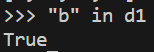 >>> "b" in d1
True